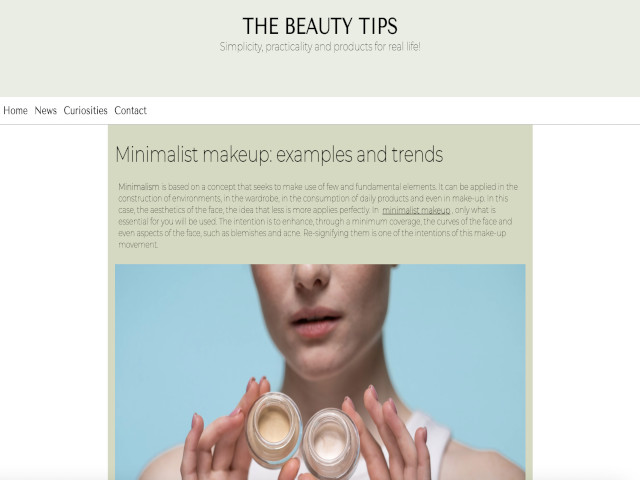 THE BEAUTY TIPS
Simplicity, practicality and products for real life!
Home News Curiosities Contact
Minimalist makeup: examples and trends
Minimalism is based on a concept that seeks to make use of few and fundamental elements. It can be applied in the
construction of environments, in the wardrobe, in the consumption of daily products and even in make-up. In this
case, the aesthetics of the face, the idea that less is more applies perfectly. In minimalist makeup , only what is
essential for you will be used. The intention is to enhance, through a minimum coverage, the curves of the face and
even aspects of the face, such as blemishes and acne. Re-signifying them is one of the intentions of this make-up
movement.